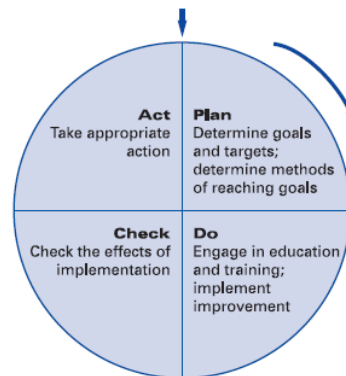 Act
Take appropriate
action
Plan
Determine goals
and targets;
determine methods
of reaching goals
Check
Check the effects of
implementation
Do
Engage in education
and training;
implement
improvement